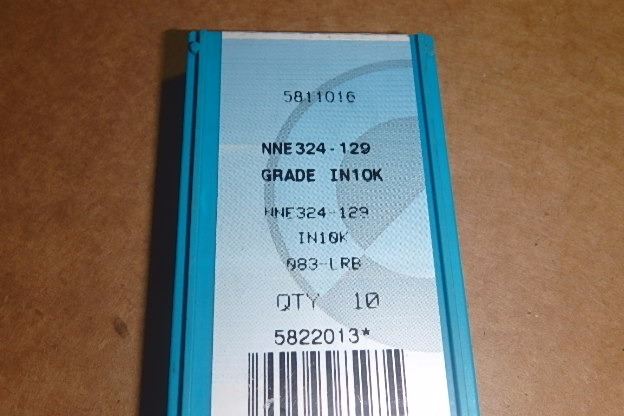 5811016
NNE324-129
GRADE IN10K
NNE324-129
IN10K
083-LRB
QTY 10
5822013*